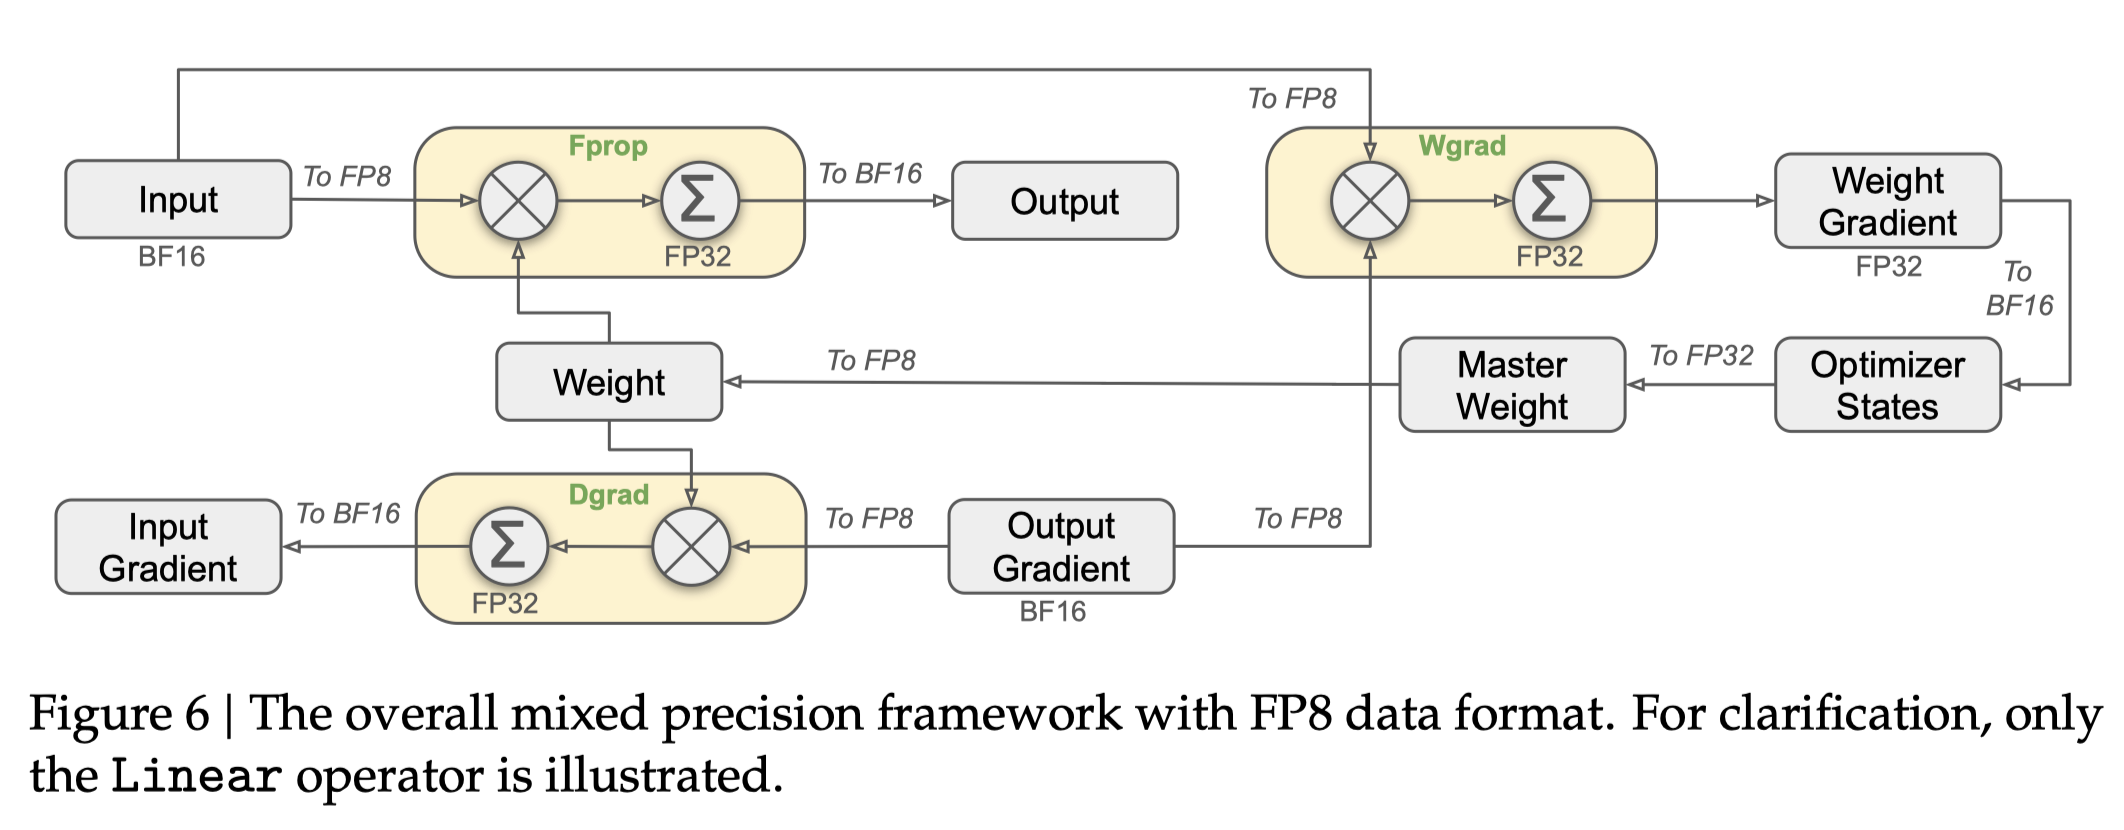 To FP8
Fprop
Wgrad
Input
BF16
To FP8
Σ
FP32
To BF16
Output
Σ
FP32
Weight
Gradient
FP32
To
BF16
Weight
To FP8
Master
Weight
To FP32
Optimizer
States
Input
Gradient
To BF16
Dgrad
Σ
FP32
To FP8
Output
Gradient
BF16
To FP8
Figure 6 | The overall mixed precision framework with FP8 data format. For clarification, only
the Linear operator is illustrated.